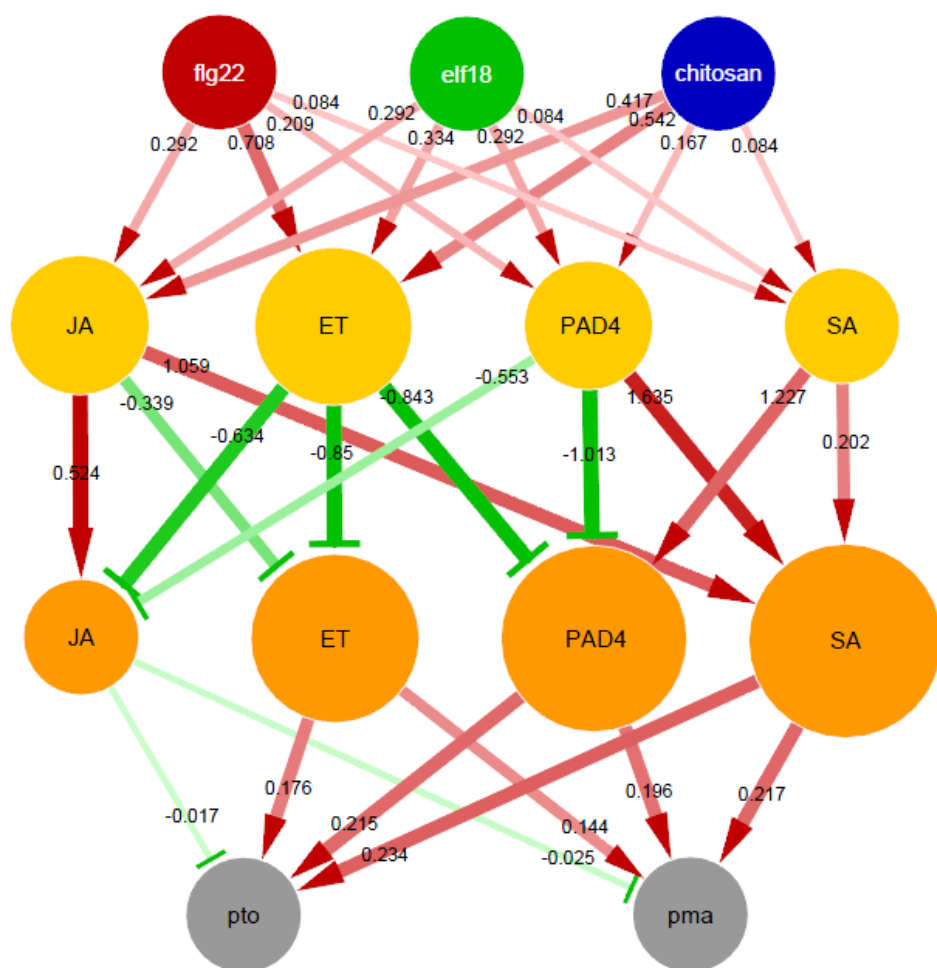 flg22
elf18
chitosan
0.084
0.292
0.084
0.417
0.209
0.542
0.292
0.708
0.334
0.292
0.167
0.084
JA
ET
PAD4
SA
1.059
-0.553
-0.339
-0.843
1.635
1.227
-0.634
-0.85
-1.013
0.202
0.524
JA
ET
PAD4
SA
0.176
0.196
0.217
-0.017
0.215
0.144
0.234
-0.025
pto
pma